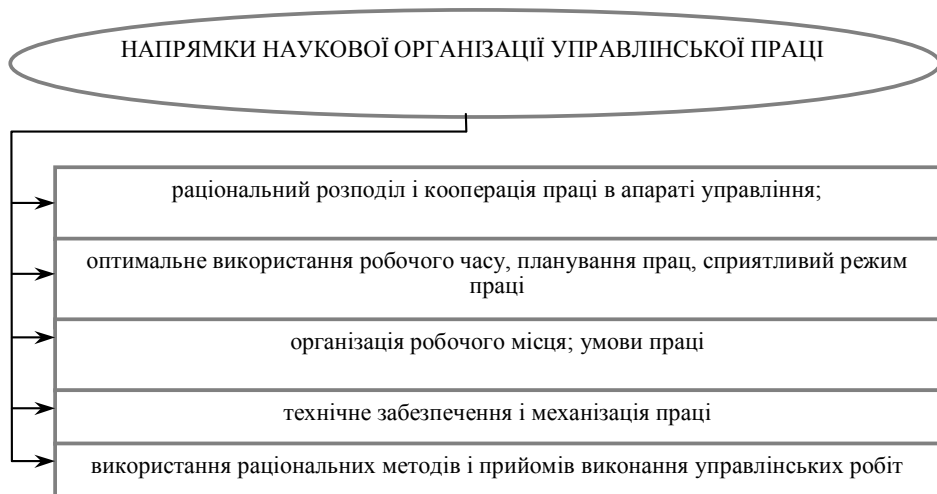 НАПРЯМКИ НАУКОВОЇ ОРГАНІЗАЦІЇ УПРАВЛІНСЬКОЇ ПРАЦІ
раціональний розподіл і кооперація праці в апараті управління;
оптимальне використання робочого часу, планування прац, сприятливий режим
праці
організація робочого місця; умови праці
технічне забезпечення і механізація праці
використання раціональних методів і прийомів виконання управлінських робіт